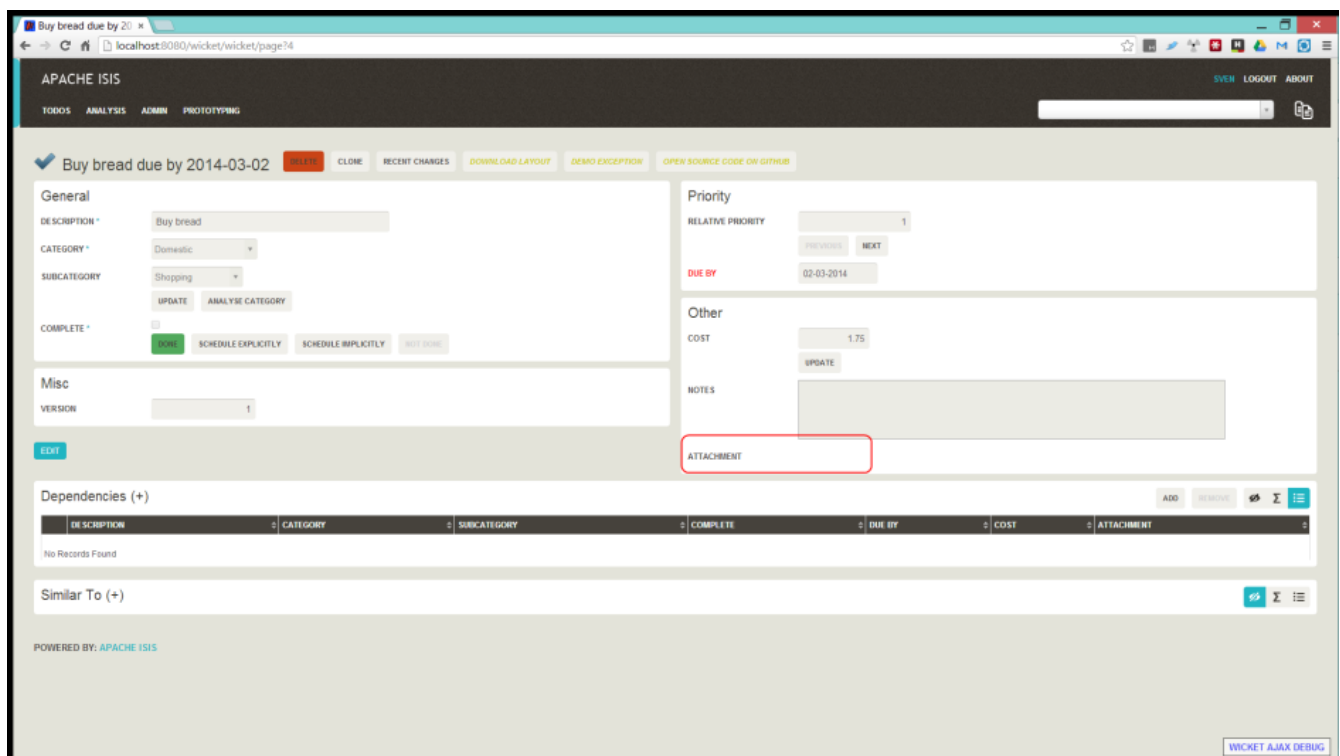 Buy bread due by 20
localhost:8080/wicket/wicket/page?4
APACHE ISIS
SVEN LOGOUT ABOUT
TODOS ANALYSIS ADMIN PROTOTYPING
Buy bread due by 2014-03-02 DELETE CLONE RECENT CHANGES DOWNLOAD LAYOUT DEMO EXCEPTION OPEN SOURCE CODE ON GITHUB
General
DESCRIPTION * Buy bread
CATEGORY * Domestic
SUBCATEGORY Shopping
UPDATE ANALYSE CATEGORY
COMPLETE *
DONE SCHEDULE EXPLICITLY SCHEDULE IMPLICITLY NOT DONE
Misc
VERSION 1
EDIT
Priority
RELATIVE PRIORITY 1
PREVIOUS NEXT
DUE BY 02-03-2014
Other
COST 1.75
UPDATE
NOTES
ATTACHMENT
Dependencies (+) ADD REMOVE Σ
DESCRIPTION CATEGORY SUBCATEGORY COMPLETE DUE BY COST ATTACHMENT
No Records Found
Similar To (+) Σ
POWERED BY: APACHE ISIS
WICKET AJAX DEBUG